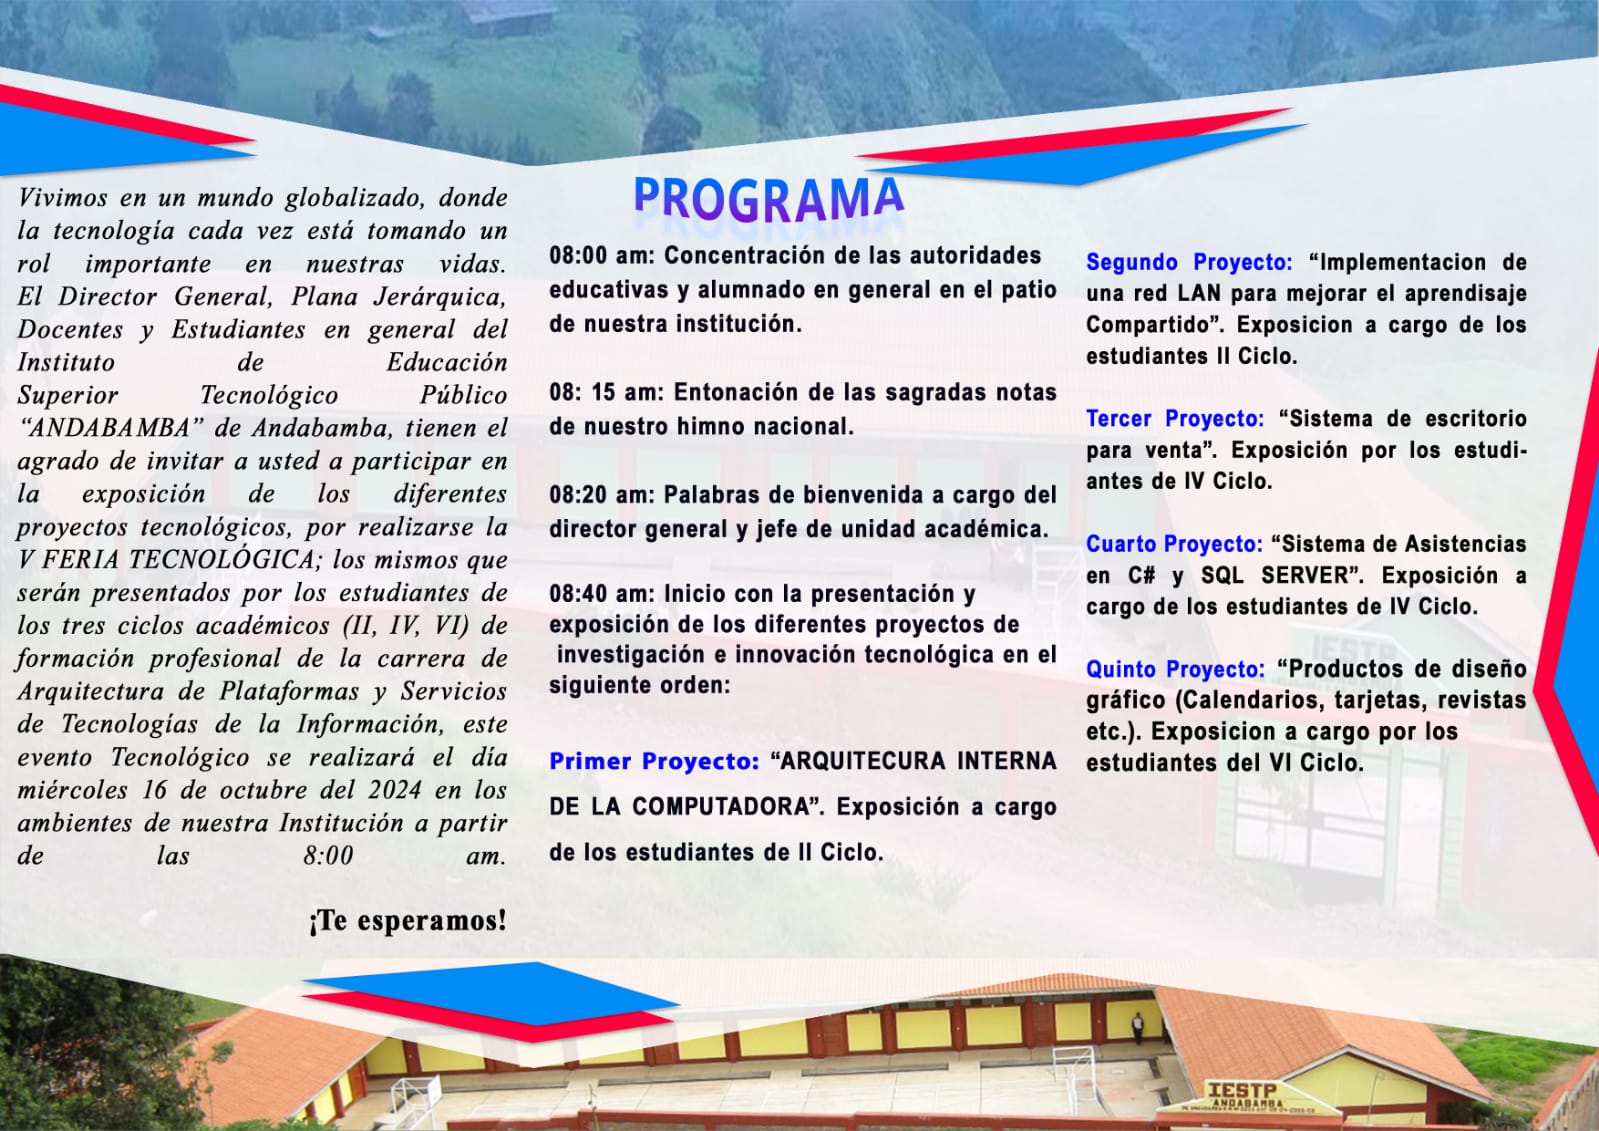 Vivimos en un mundo globalizado, donde
la tecnología cada vez está tomando un
rol importante en nuestras vidas.
El Director General, Plana Jerárquica,
Docentes y Estudiantes en general del
Instituto de Educación
Superior Tecnológico Público
“ANDABAMBA” de Andabamba, tienen el
agrado de invitar a usted a participar en
la exposición de los diferentes
proyectos tecnológicos, por realizarse la
V FERIA TECNOLÓGICA; los mismos que
serán presentados por los estudiantes de
los tres ciclos académicos (II, IV, VI) de
formación profesional de la carrera de
Arquitectura de Plataformas y Servicios
de Tecnologías de la Información, este
evento Tecnológico se realizará el día
miércoles 16 de octubre del 2024 en los
ambientes de nuestra Institución a partir
de las 8:00 am.
¡Te esperamos!
PROGRAMA
08:00 am: Concentración de las autoridades
educativas y alumnado en general en el patio
de nuestra institución.
08: 15 am: Entonación de las sagradas notas
de nuestro himno nacional.
08:20 am: Palabras de bienvenida a cargo del
director general y jefe de unidad académica.
08:40 am: Inicio con la presentación y
exposición de los diferentes proyectos de
investigación e innovación tecnológica en el
siguiente orden:
Primer Proyecto: “ARQUITECURA INTERNA
DE LA COMPUTADORA”. Exposición a cargo
de los estudiantes de II Ciclo.
Segundo Proyecto: “Implementacion de
una red LAN para mejorar el aprendisaje
Compartido”. Exposicion a cargo de los
estudiantes II Ciclo.
Tercer Proyecto: “Sistema de escritorio
para venta”. Exposición por los estudi-
antes de IV Ciclo.
Cuarto Proyecto: “Sistema de Asistencias
en C# y SQL SERVER”. Exposición a
cargo de los estudiantes de IV Ciclo.
Quinto Proyecto: “Productos de diseño
gráfico (Calendarios, tarjetas, revistas
etc.). Exposicion a cargo por los
estudiantes del VI Ciclo.
IESTP
IESTP
"ANDABAMBA"